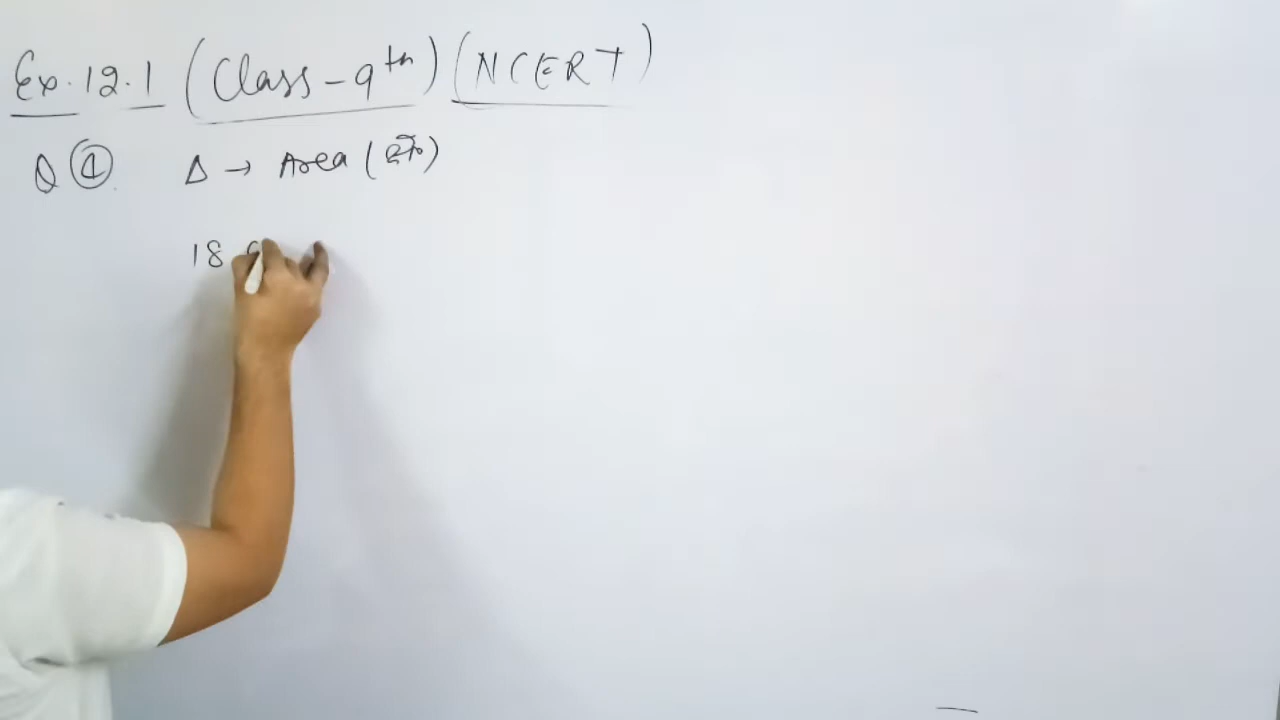 Ex. 12.1 (Class-9th) (NCERT)
Q ① Δ → Area (
18